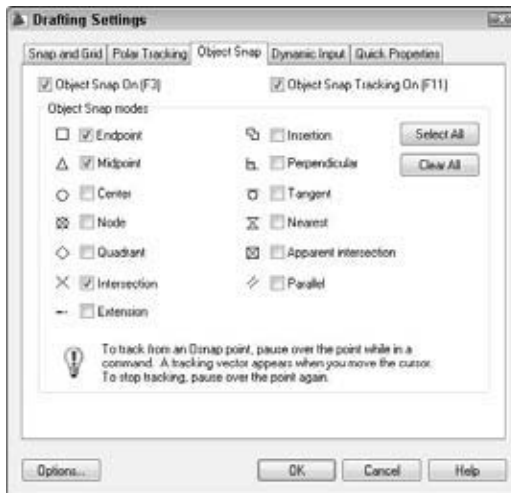 Drafting Settings
Snap and Grid Polar Tracking Object Snap Dynamic Input Quick Properties
Object Snap On (F3) Object Snap Tracking On (F11)
Object Snap modes
Endpoint Insertion Select All
Midpoint Perpendicular Clear All
Center Tangent
Node Nearest
Quadrant Apparent intersection
Intersection Parallel
Extension
To track from an Osnap point, pause over the point while in a
command. A tracking vector appears when you move the cursor.
To stop tracking, pause over the point again.
Options... OK Cancel Help